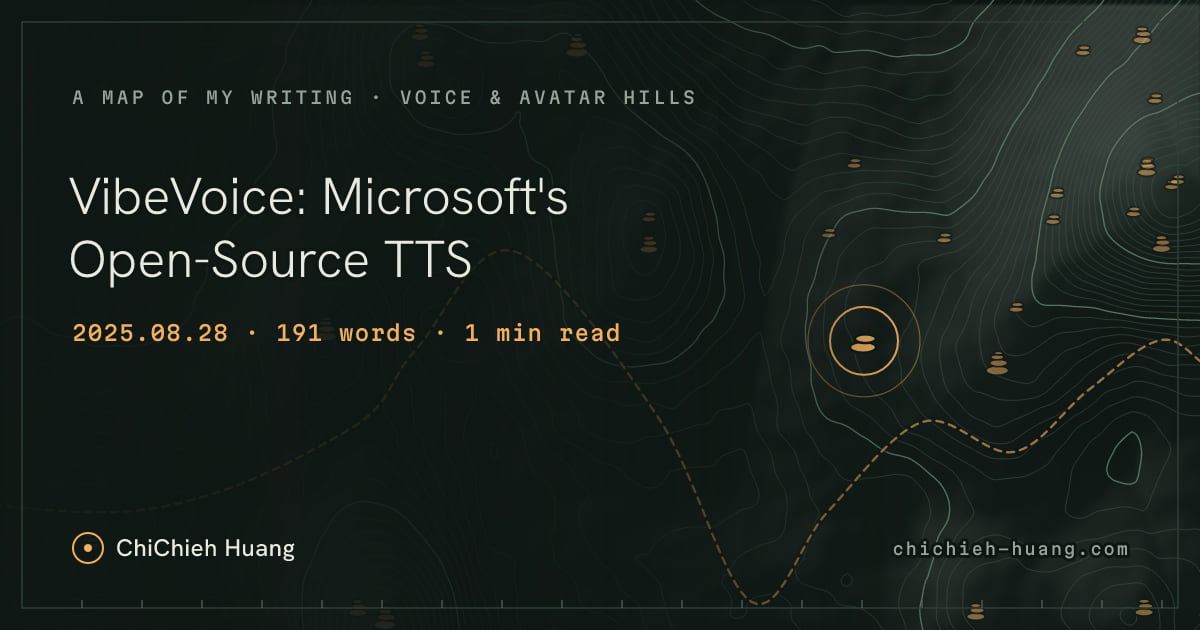 A MAP OF MY WRITING · VOICE & AVATAR HILLS
VibeVoice: Microsoft's
Open-Source TTS
2025.08.28 · 191 words · 1 min read
ChiChieh Huang
chichieh-huang.com